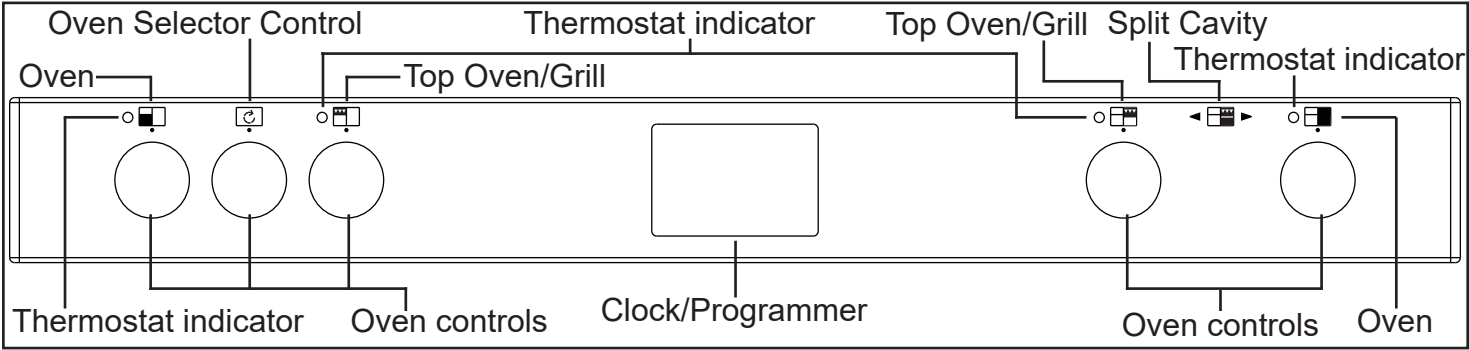 Oven Selector Control
Thermostat indicator
Top Oven/Grill
Split Cavity
Thermostat indicator
Oven
Top Oven/Grill
Thermostat indicator
Oven controls
Clock/Programmer
Oven controls
Oven